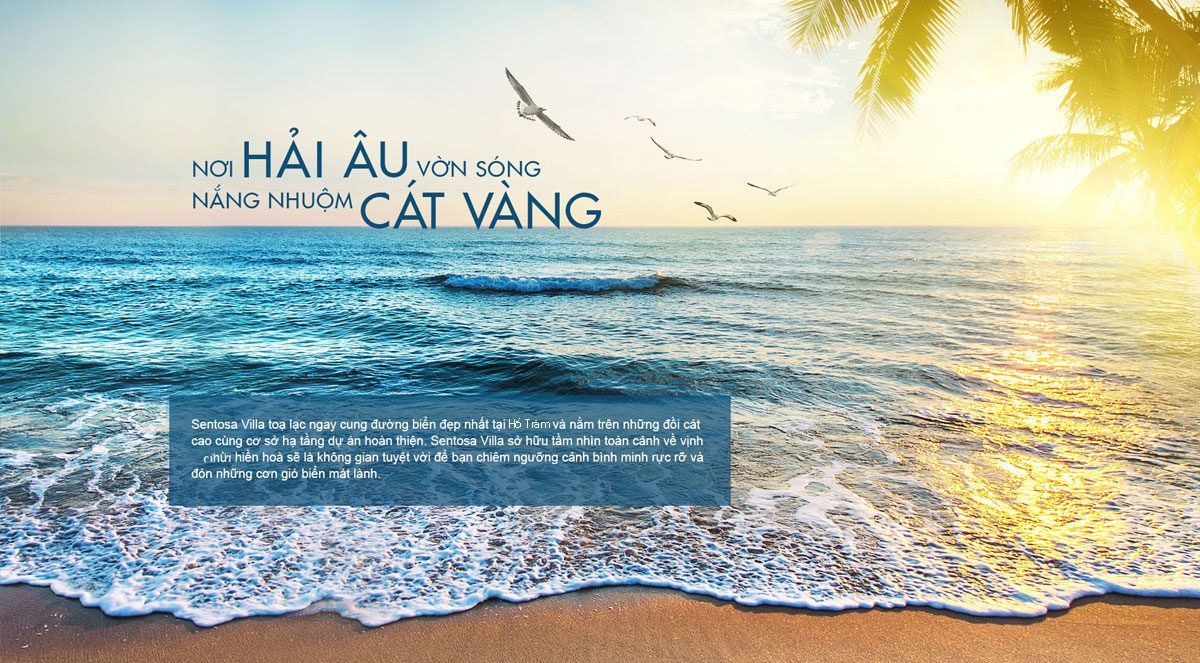 NƠI HẢI ÂU VỜN SÓNG
NẮNG NHUỘM CÁT VÀNG
Sentosa Villa toạ lạc ngay cung đường biển đẹp nhất tại Hồ Tràm và nằm trên những đồi cát
cao cùng cơ sở hạ tầng dự án hoàn thiện. Sentosa Villa sở hữu tầm nhìn toàn cảnh về vịnh
hiền hoà sẽ là không gian tuyệt vời để bạn chiêm ngưỡng cảnh bình minh rực rỡ và
đón những cơn gió biển mát lành.